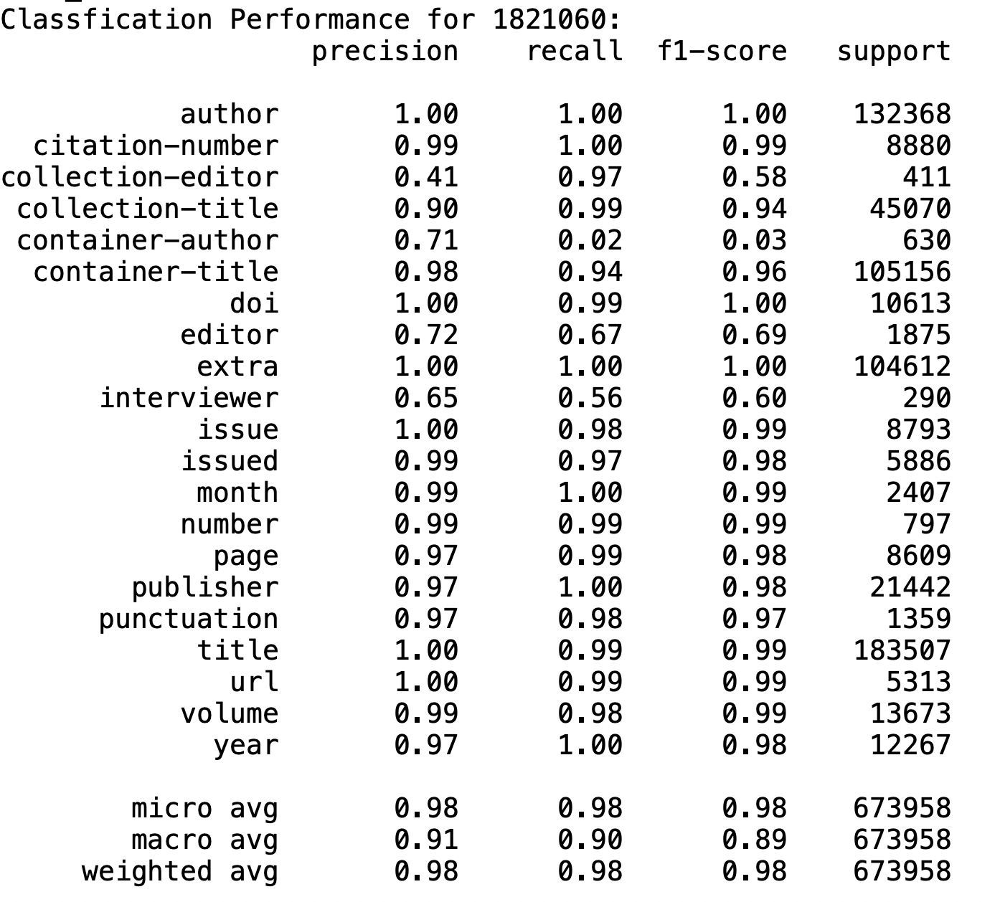 Classfication Performance for 1821060:
precision recall f1-score support
author 1.00 1.00 1.00 132368
citation-number 0.99 1.00 0.99 8880
collection-editor 0.41 0.97 0.58 411
collection-title 0.90 0.99 0.94 45070
container-author 0.71 0.02 0.03 630
container-title 0.98 0.94 0.96 105156
doi 1.00 0.99 1.00 10613
editor 0.72 0.67 0.69 1875
extra 1.00 1.00 1.00 104612
interviewer 0.65 0.56 0.60 290
issue 1.00 0.98 0.99 8793
issued 0.99 0.97 0.98 5886
month 0.99 1.00 0.99 2407
number 0.99 0.99 0.99 797
page 0.97 0.99 0.98 8609
publisher 0.97 1.00 0.98 21442
punctuation 0.97 0.98 0.97 1359
title 1.00 0.99 0.99 183507
url 1.00 0.99 0.99 5313
volume 0.99 0.98 0.99 13673
year 0.97 1.00 0.98 12267
micro avg 0.98 0.98 0.98 673958
macro avg 0.91 0.90 0.89 673958
weighted avg 0.98 0.98 0.98 673958